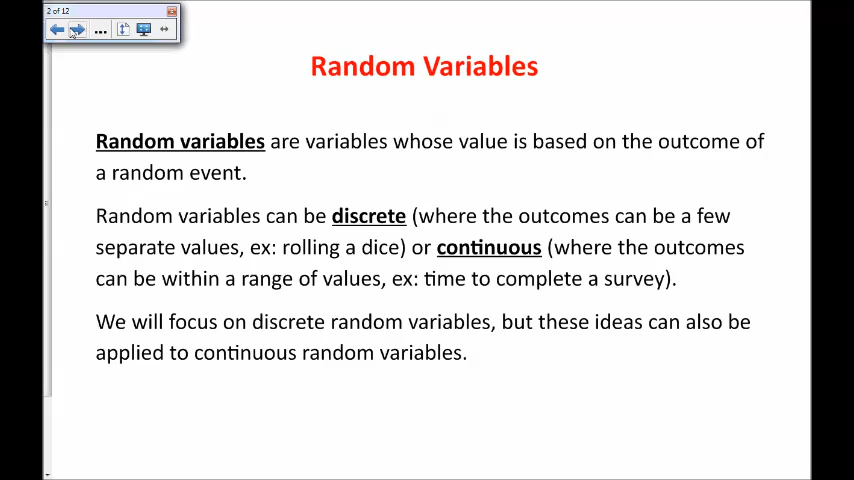 2 of 12
Random Variables
Random variables are variables whose value is based on the outcome of
a random event.
Random variables can be discrete (where the outcomes can be a few
separate values, ex: rolling a dice) or continuous (where the outcomes
can be within a range of values, ex: time to complete a survey).
We will focus on discrete random variables, but these ideas can also be
applied to continuous random variables.